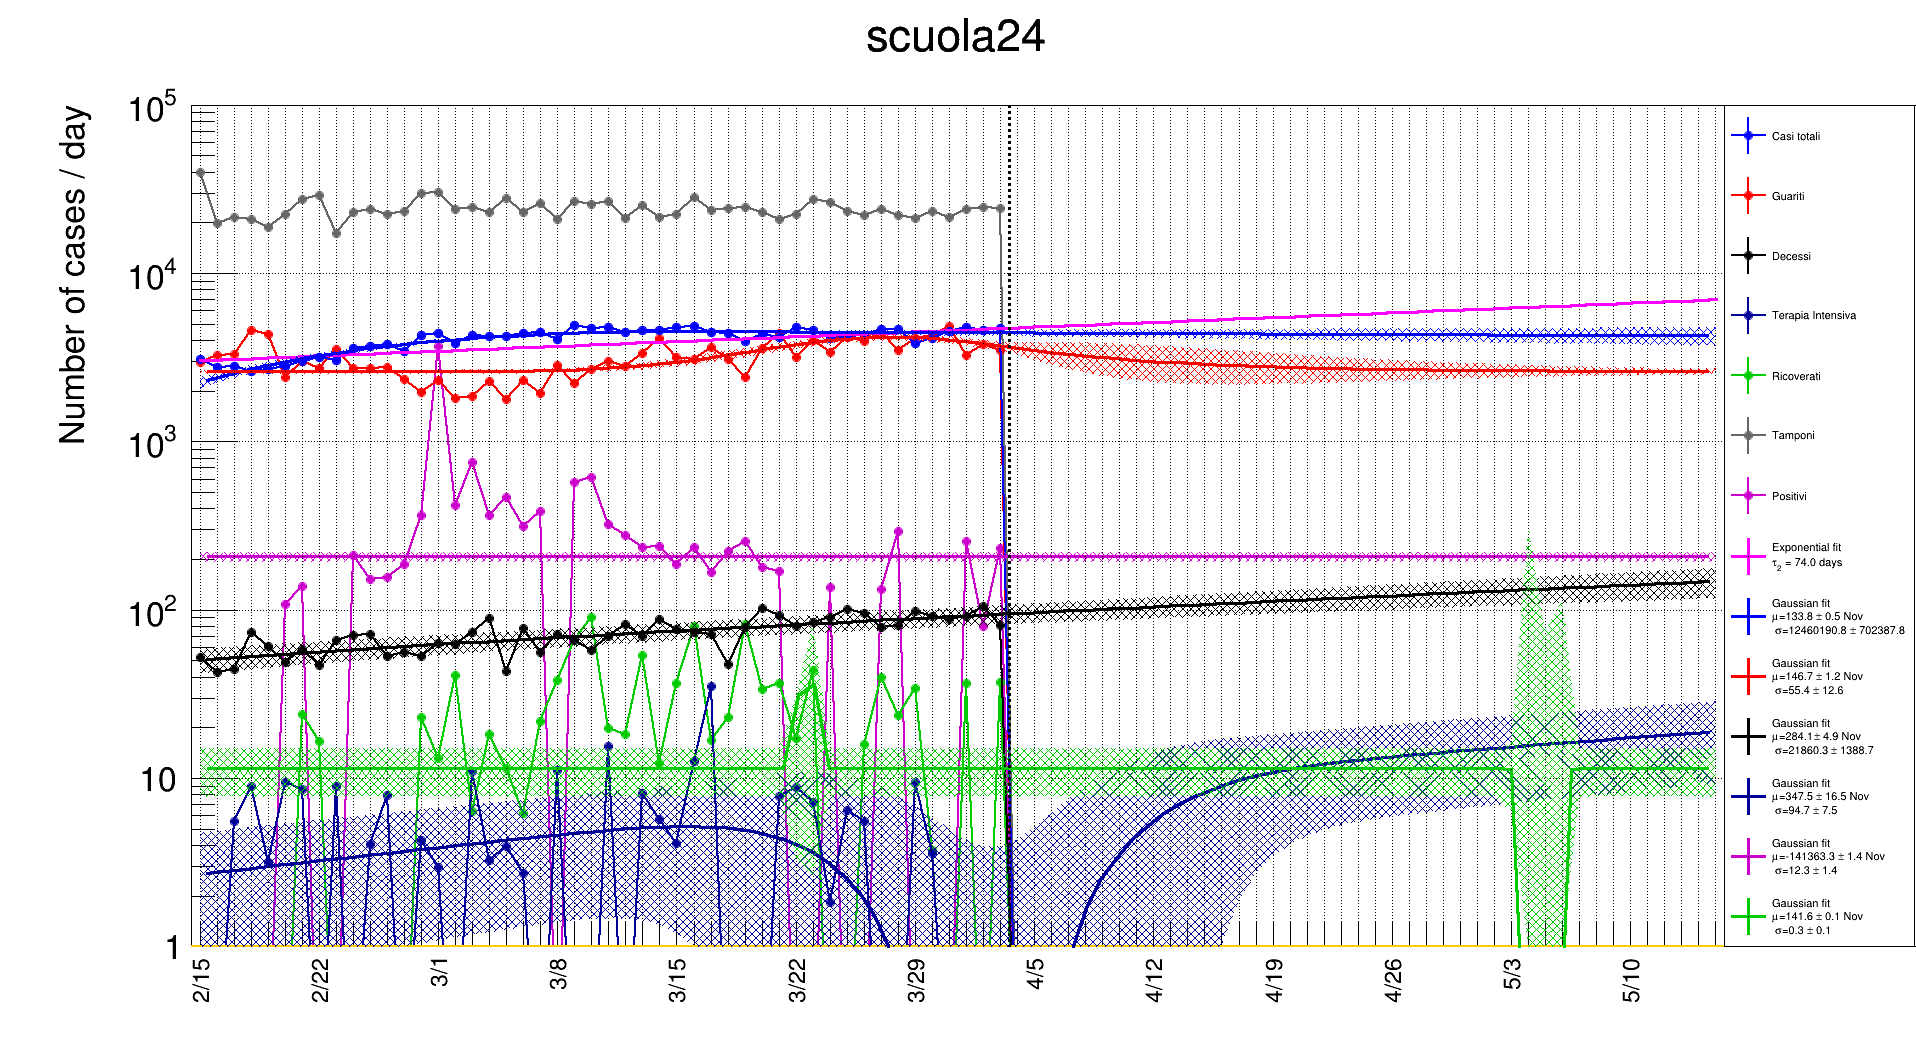 scuola24
Number of cases / day
10^5
10^4
10^3
10^2
10
1
2/15
2/22
3/1
3/8
3/15
3/22
3/29
4/5
4/12
4/19
4/26
5/3
5/10
Casi totali
Guariti
Decessi
Terapia Intensiva
Ricoverati
Tamponi
Positivi
Exponential fit
τ_2 = 74.0 days
Gaussian fit
μ=133.8 ± 0.5 Nov
σ=12460190.8 ± 702387.8
Gaussian fit
μ=146.7 ± 1.2 Nov
σ=55.4 ± 12.6
Gaussian fit
μ=284.1 ± 4.9 Nov
σ=21860.3 ± 1388.7
Gaussian fit
μ=347.5 ± 16.5 Nov
σ=94.7 ± 7.5
Gaussian fit
μ=-141363.3 ± 1.4 Nov
σ=12.3 ± 1.4
Gaussian fit
μ=141.6 ± 0.1 Nov
σ=0.3 ± 0.1